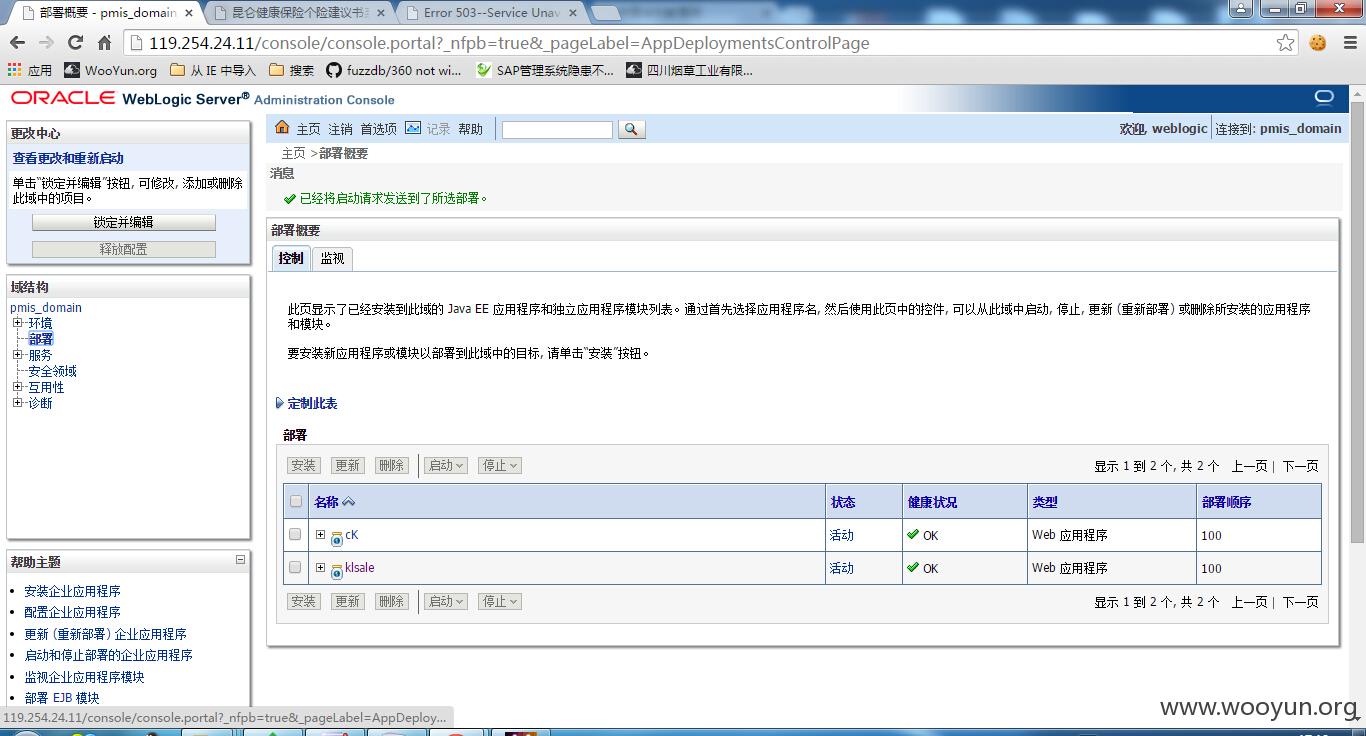 部署概要 - pmis_domain
昆仑健康保险个险建议书系
Error 503--Service Unav
119.254.24.11/console/console.portal?_nfpb=true&_pageLabel=AppDeploymentsControlPage
应用 WooYun.org 从 IE 中导入 搜索 fuzzdb/360 not wi... SAP管理系统隐患不... 四川烟草工业有限...
ORACLE WebLogic Server® Administration Console
更改中心
查看更改和重新启动
单击“锁定并编辑”按钮, 可修改, 添加或删除
此域中的项目。
锁定并编辑
释放配置
域结构
pmis_domain
环境
部署
服务
安全领域
互用性
诊断
帮助主题
安装企业应用程序
配置企业应用程序
更新 (重新部署) 企业应用程序
启动和停止部署的企业应用程序
监视企业应用程序模块
部署 EJB 模块
119.254.24.11/console/console.portal?_nfpb=true&_pageLabel=AppDeploy...
主页 注销 首选项 记录 帮助
欢迎, weblogic 连接到: pmis_domain
主页 >部署概要
消息
已经将启动请求发送到了所选部署。
部署概要
控制 监视
此页显示了已经安装到此域的 Java EE 应用程序和独立应用程序模块列表。通过首先选择应用程序名, 然后使用此页中的控件, 可以从此域中启动, 停止, 更新 (重新部署) 或删除所安装的应用程序
和模块。
要安装新应用程序或模块以部署到此域中的目标, 请单击“安装”按钮。
定制此表
部署
安装 更新 删除 启动 停止 显示 1 到 2 个, 共 2 个 上一页 | 下一页
名称 状态 健康状况 类型 部署顺序
cK 活动 OK Web 应用程序 100
klsale 活动 OK Web 应用程序 100
安装 更新 删除 启动 停止 显示 1 到 2 个, 共 2 个 上一页 | 下一页
www.wooyun.org